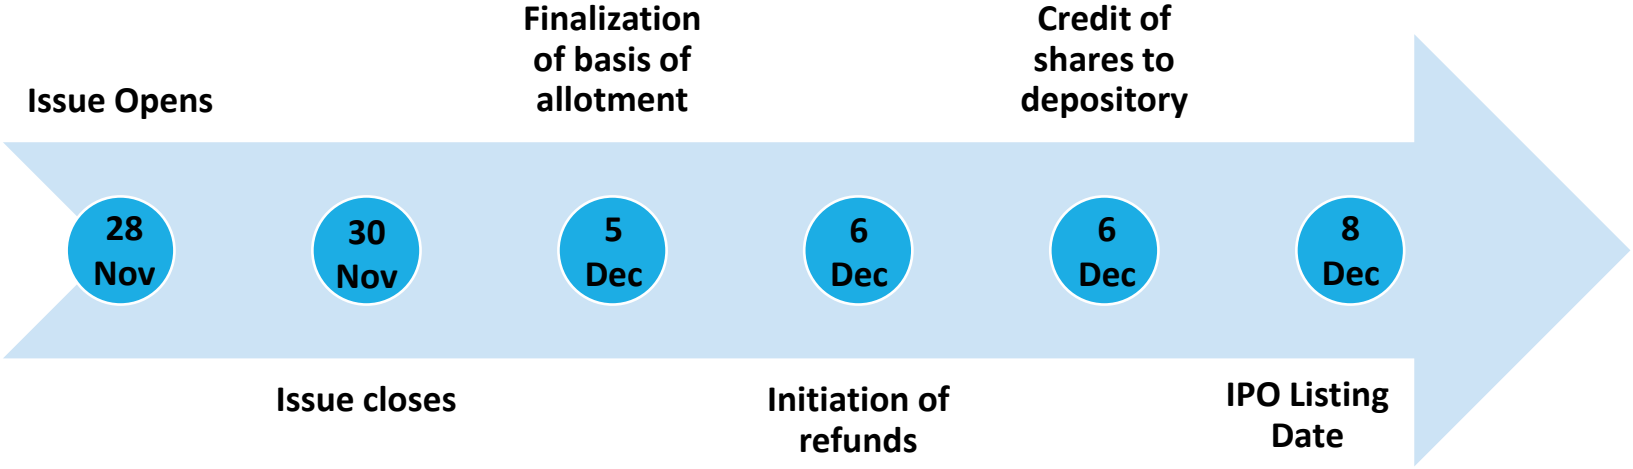 Issue Opens
28
Nov
30
Nov
Issue closes
Finalization
of basis of
allotment
5
Dec
6
Dec
Initiation of
refunds
Credit of
shares to
depository
6
Dec
8
Dec
IPO Listing
Date